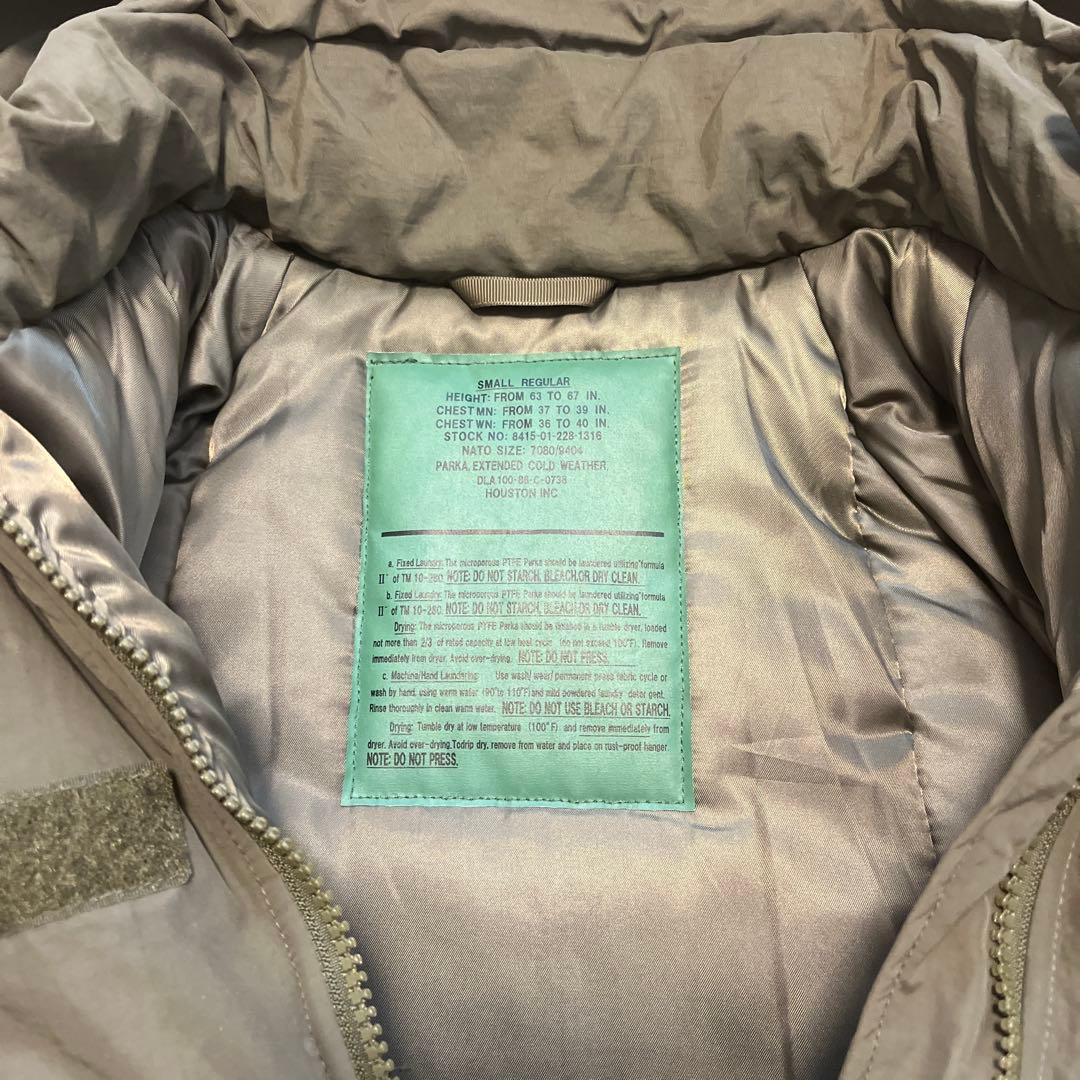 SMALL REGULAR
HEIGHT: FROM 63 TO 67 IN.
CHEST MN: FROM 37 TO 39 IN.
CHEST WN: FROM 36 TO 40 IN.
STOCK NO: 8415-01-228-1316
NATO SIZE: 7080/9404
PARKA, EXTENDED COLD WEATHER,
DLA 100-86-C-0738
HOUSTON INC
a. Fixed Laundry: The microporous PTFE Parka should be laundered utilizing "formula
II" of TM 10-280. NOTE: DO NOT STARCH, BLEACH, OR DRY CLEAN.
b. Fixed Laundry: The microporous PTFE Parka should be laundered utilizing "formula
II" of TM 10-280. NOTE: DO NOT STARCH, BLEACH OR DRY CLEAN.
Drying: The microporous PTFE Parka should be in a tumble dryer, loaded
not more than 2/3 of rated capacity at low heat cycle (do not exceed 100°F). Remove
immediately from dryer. Avoid over-drying. NOTE: DO NOT PRESS.
c. Machine/Hand Laundering: Use wash/wear/permanent press fabric cycle or
wash by hand, using warm water (90°to 110°F)and mild powdered laundry deter gent.
Rinse thoroughly in clean warm water. NOTE: DO NOT USE BLEACH OR STARCH.
Drying: Tumble dry at low temperature (100°F) and remove immediately from
dryer. Avoid over-drying.Todrip dry, remove from water and place on rust-proof hanger.
NOTE: DO NOT PRESS.